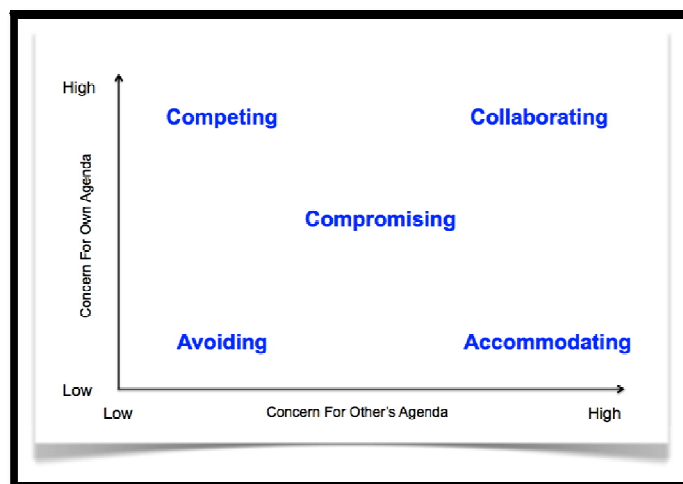 High
Competing
Collaborating
Concern For Own Agenda
Compromising
Avoiding
Accommodating
Low
Low
Concern For Other's Agenda
High